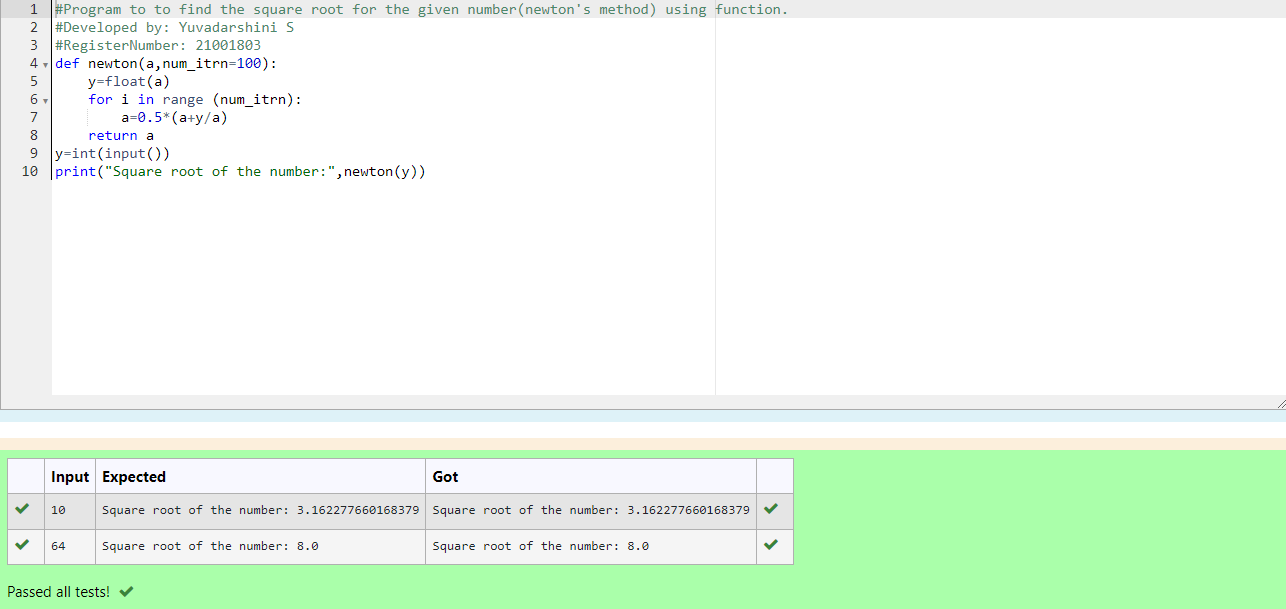 1 #Program to to find the square root for the given number(newton's method) using function.
2 #Developed by: Yuvadarshini S
3 #RegisterNumber: 21001803
4 def newton(a,num_itrn=100):
5     y=float(a)
6     for i in range (num_itrn):
7         a=0.5*(a+y/a)
8     return a
9 y=int(input())
10 print("Square root of the number:",newton(y))
Input Expected Got
10 Square root of the number: 3.162277660168379 Square root of the number: 3.162277660168379
64 Square root of the number: 8.0 Square root of the number: 8.0
Passed all tests!